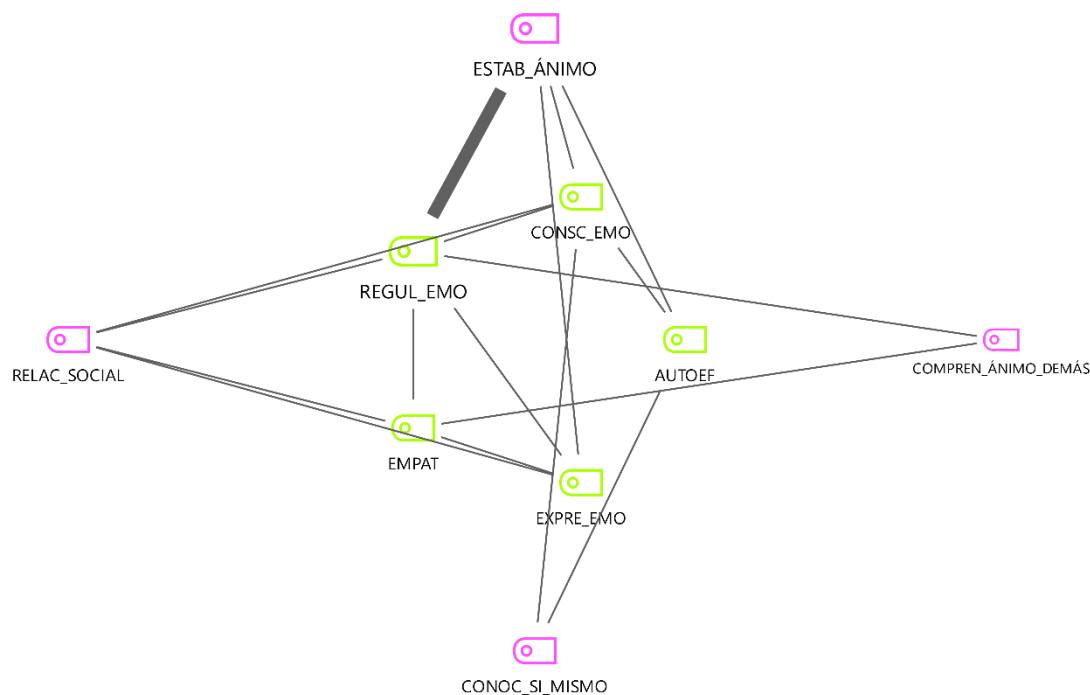 ESTAB_ÁNIMO
CONSC_EMO
REGUL_EMO
RELAC_SOCIAL
AUTOEF
COMPREN_ÁNIMO_DEMÁS
EMPAT
EXPRE_EMO
CONOC_SI_MISMO